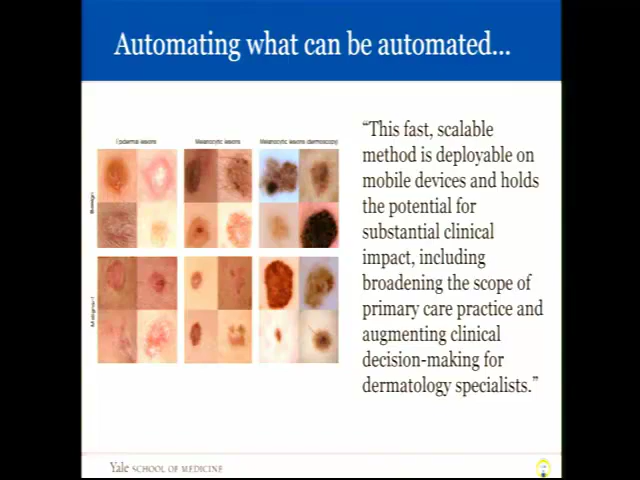 Automating what can be automated...
Epidermal lesions
Melanocytic lesions
Melanocytic lesions (dermoscopy)
Benign
Malignant
“This fast, scalable
method is deployable on
mobile devices and holds
the potential for
substantial clinical
impact, including
broadening the scope of
primary care practice and
augmenting clinical
decision-making for
dermatology specialists.”
Yale SCHOOL OF MEDICINE